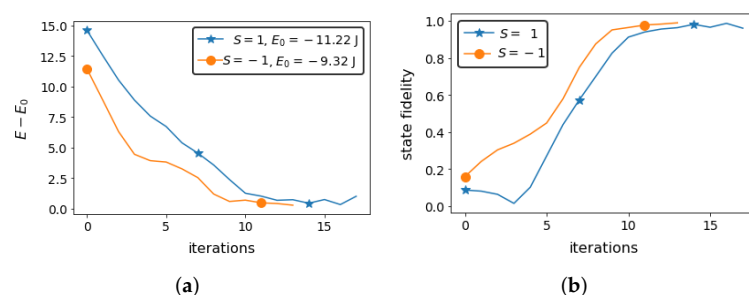 15.0
12.5
10.0
7.5
5.0
2.5
0.0
E − E₀
S = 1, E₀ = −11.22 J
S = −1, E₀ = −9.32 J
0 5 10 15
iterations
(a)
1.0
0.8
0.6
0.4
0.2
0.0
state fidelity
S = 1
S = −1
0 5 10 15
iterations
(b)